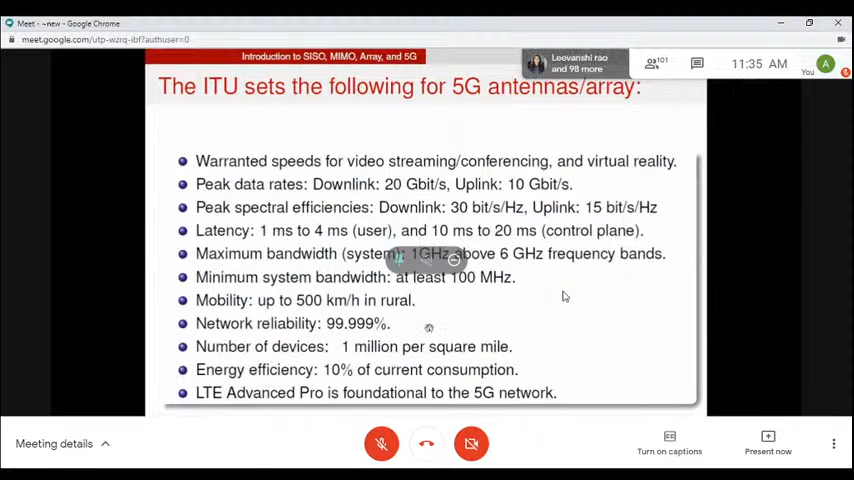 Meet - ~new - Google Chrome
meet.google.com/utp-wzrq-ibf?authuser=0
Introduction to SISO, MIMO, Array, and 5G
Leevanshi rao
and 98 more
101
11:35 AM
You
A
The ITU sets the following for 5G antennas/array:
Warranted speeds for video streaming/conferencing, and virtual reality.
Peak data rates: Downlink: 20 Gbit/s, Uplink: 10 Gbit/s.
Peak spectral efficiencies: Downlink: 30 bit/s/Hz, Uplink: 15 bit/s/Hz
Latency: 1 ms to 4 ms (user), and 10 ms to 20 ms (control plane).
Maximum bandwidth (system): 1GHz above 6 GHz frequency bands.
Minimum system bandwidth: at least 100 MHz.
Mobility: up to 500 km/h in rural.
Network reliability: 99.999%.
Number of devices: 1 million per square mile.
Energy efficiency: 10% of current consumption.
LTE Advanced Pro is foundational to the 5G network.
Meeting details
Turn on captions
Present now